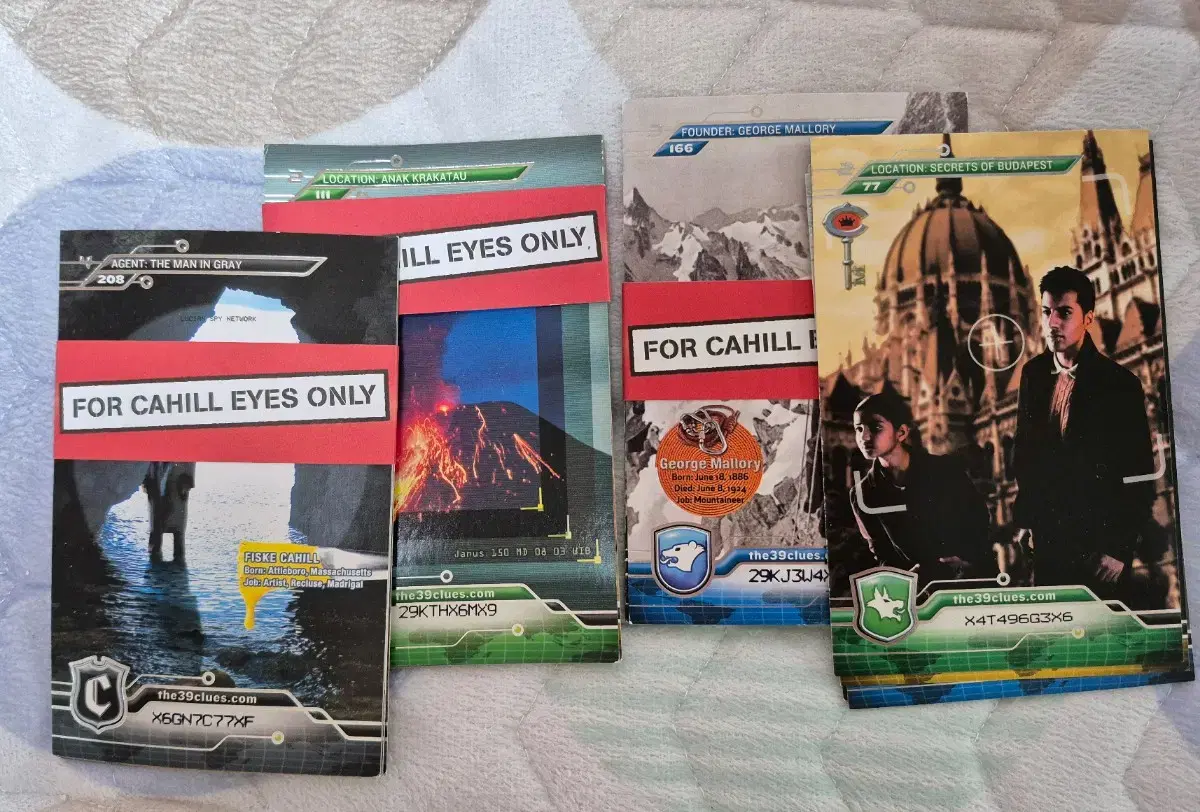 AGENT: THE MAN IN GRAY
208
LUCIAN SPY NETWORK
FOR CAHILL EYES ONLY
FISKE CAHILL
Born: Attleboro, Massachusetts
Job: Artist, Recluse, Madrigal
C
the39clues.com
X6GN7C77XF
LOCATION: ANAK KRAKATAU
111
ILL EYES ONLY
Janus 150 MD 08 03 WIB
29KTHX6MX9
FOUNDER: GEORGE MALLORY
166
FOR CAHILL
George Mallory
Born: June 18, 1886
Died: June 8, 1924
Job: Mountaineer
the39clues.
29KJ3W4X
LOCATION: SECRETS OF BUDAPEST
77
M
the39clues.com
X4T496G3X6